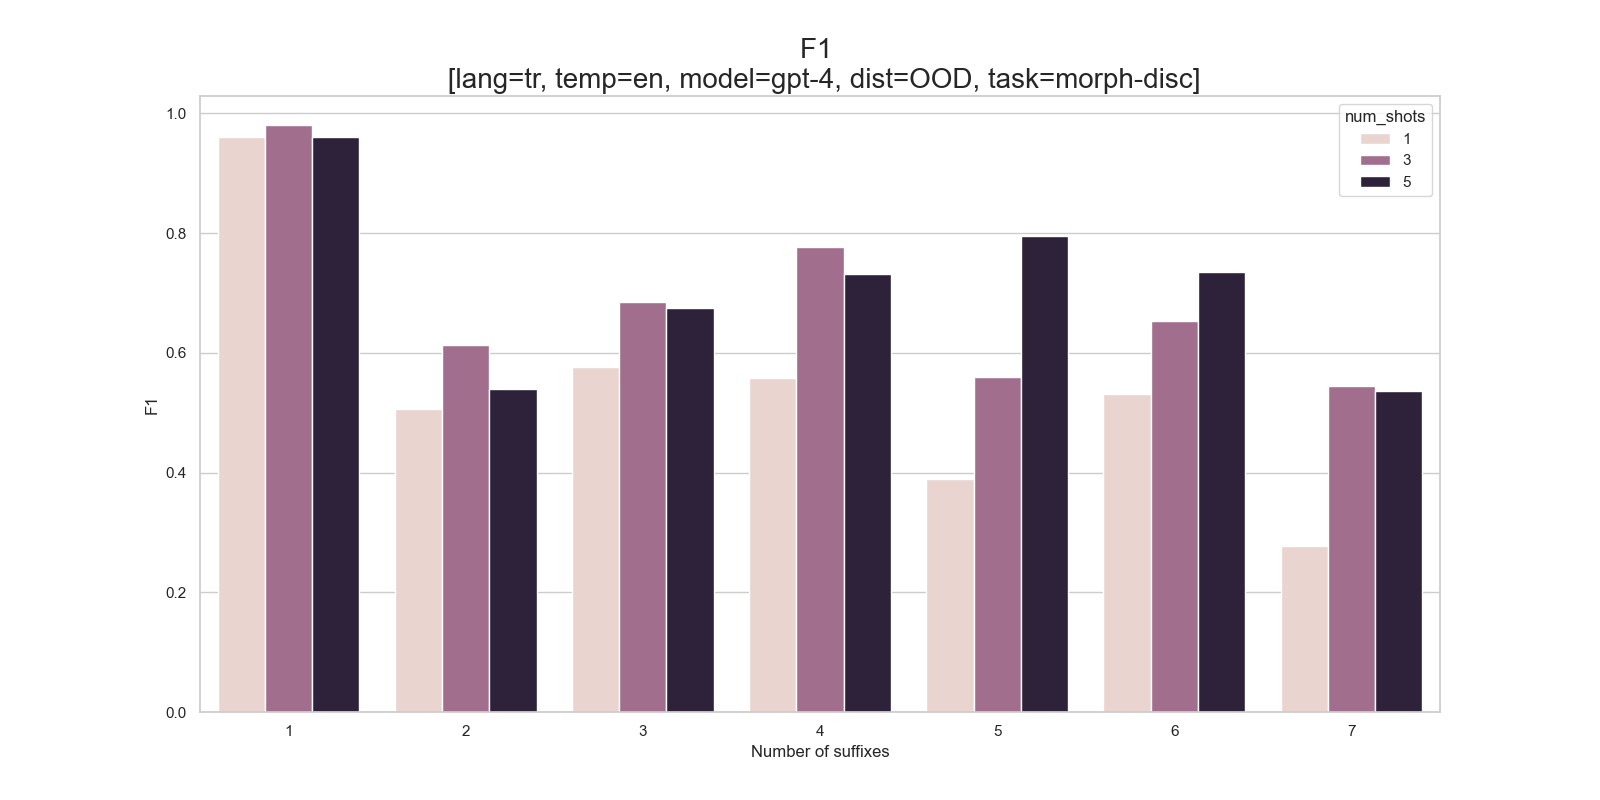 F1
[lang=tr, temp=en, model=gpt-4, dist=OOD, task=morph-disc]
num_shots
1
3
5
1.0
0.8
0.6
0.4
0.2
0.0
F1
1 2 3 4 5 6 7
Number of suffixes